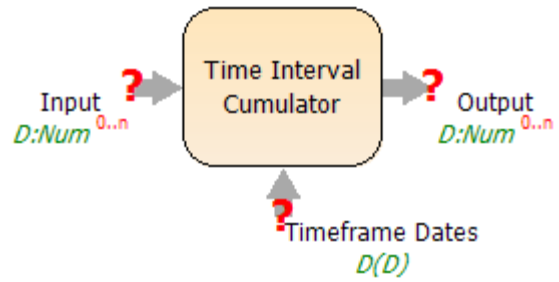 Time Interval
Cumulator
?
?
Input
Output
D:Num 0..n
D:Num 0..n
?
Timeframe Dates
D(D)